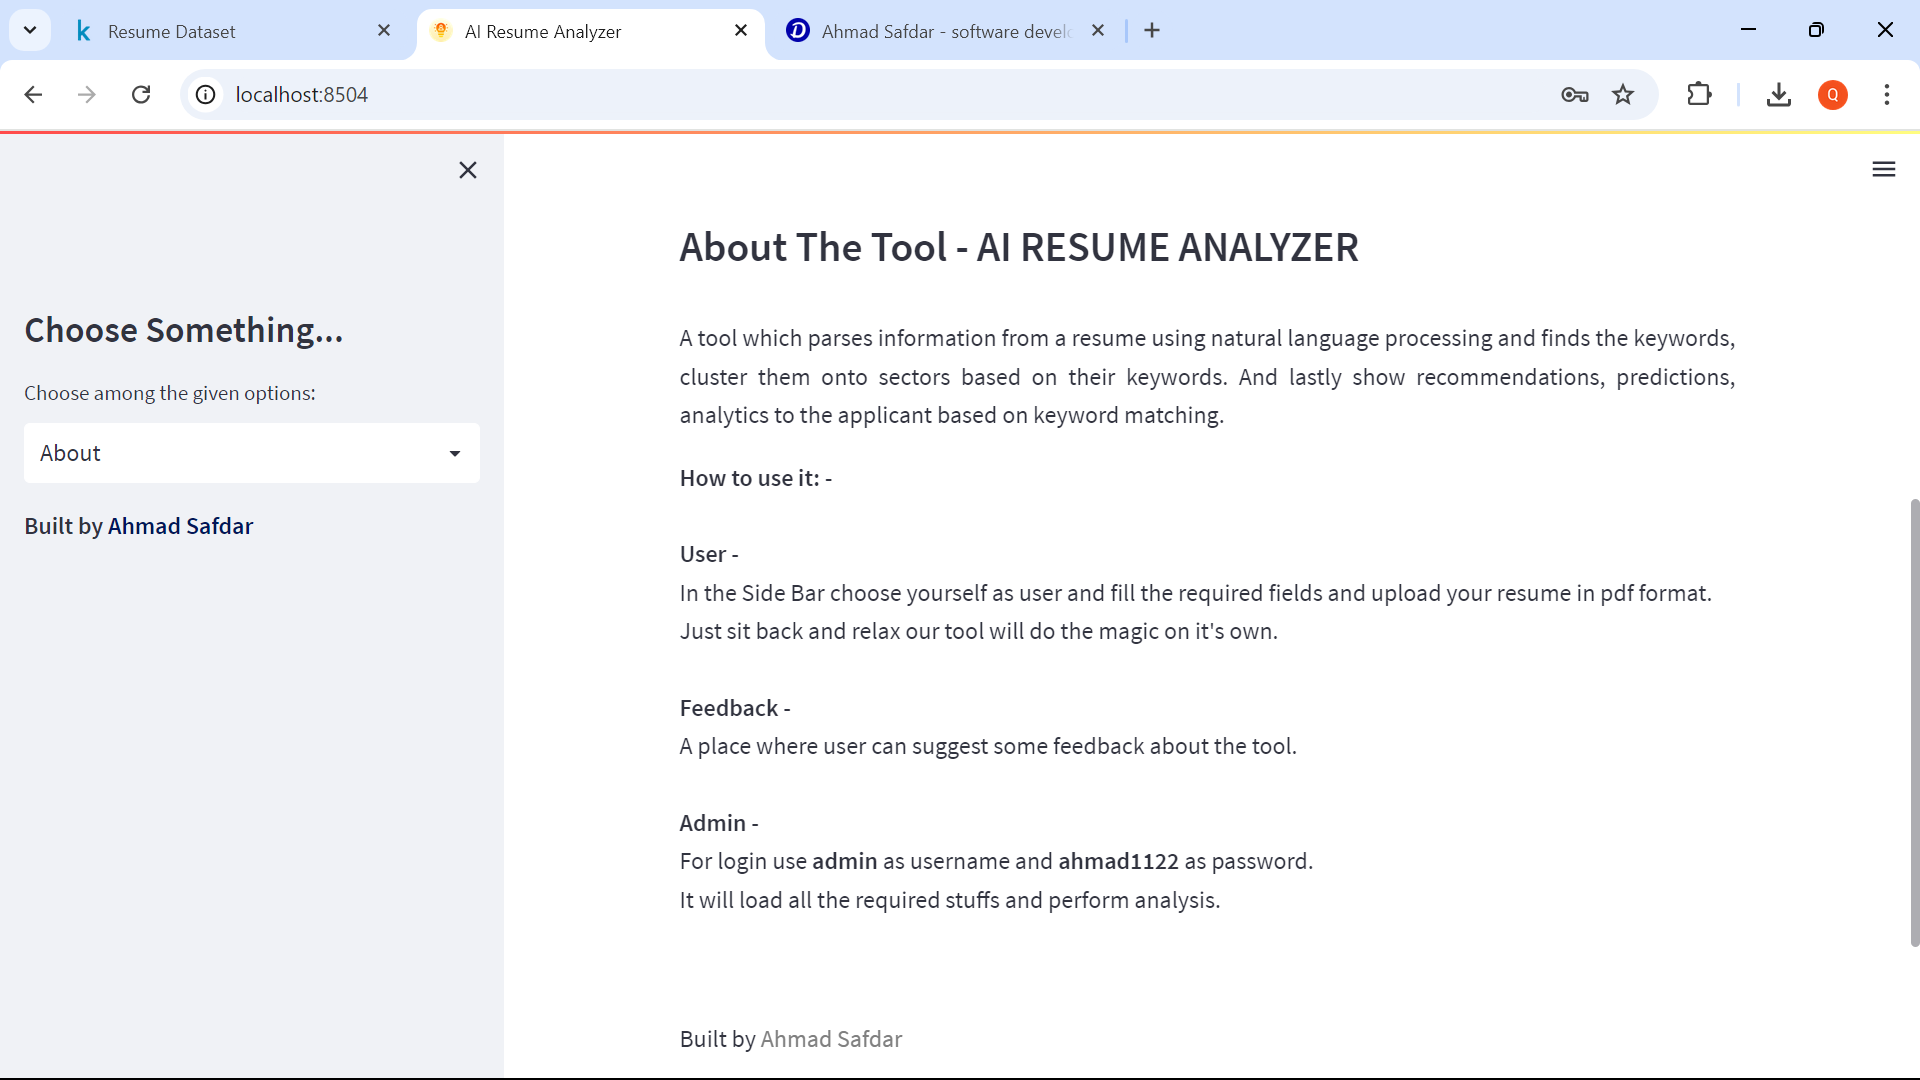 Resume Dataset
AI Resume Analyzer
Ahmad Safdar - software devel
localhost:8504
Q
Choose Something...
Choose among the given options:
About
Built by Ahmad Safdar
About The Tool - AI RESUME ANALYZER
A tool which parses information from a resume using natural language processing and finds the keywords,
cluster them onto sectors based on their keywords. And lastly show recommendations, predictions,
analytics to the applicant based on keyword matching.
How to use it: -
User -
In the Side Bar choose yourself as user and fill the required fields and upload your resume in pdf format.
Just sit back and relax our tool will do the magic on it's own.
Feedback -
A place where user can suggest some feedback about the tool.
Admin -
For login use admin as username and ahmad1122 as password.
It will load all the required stuffs and perform analysis.
Built by Ahmad Safdar